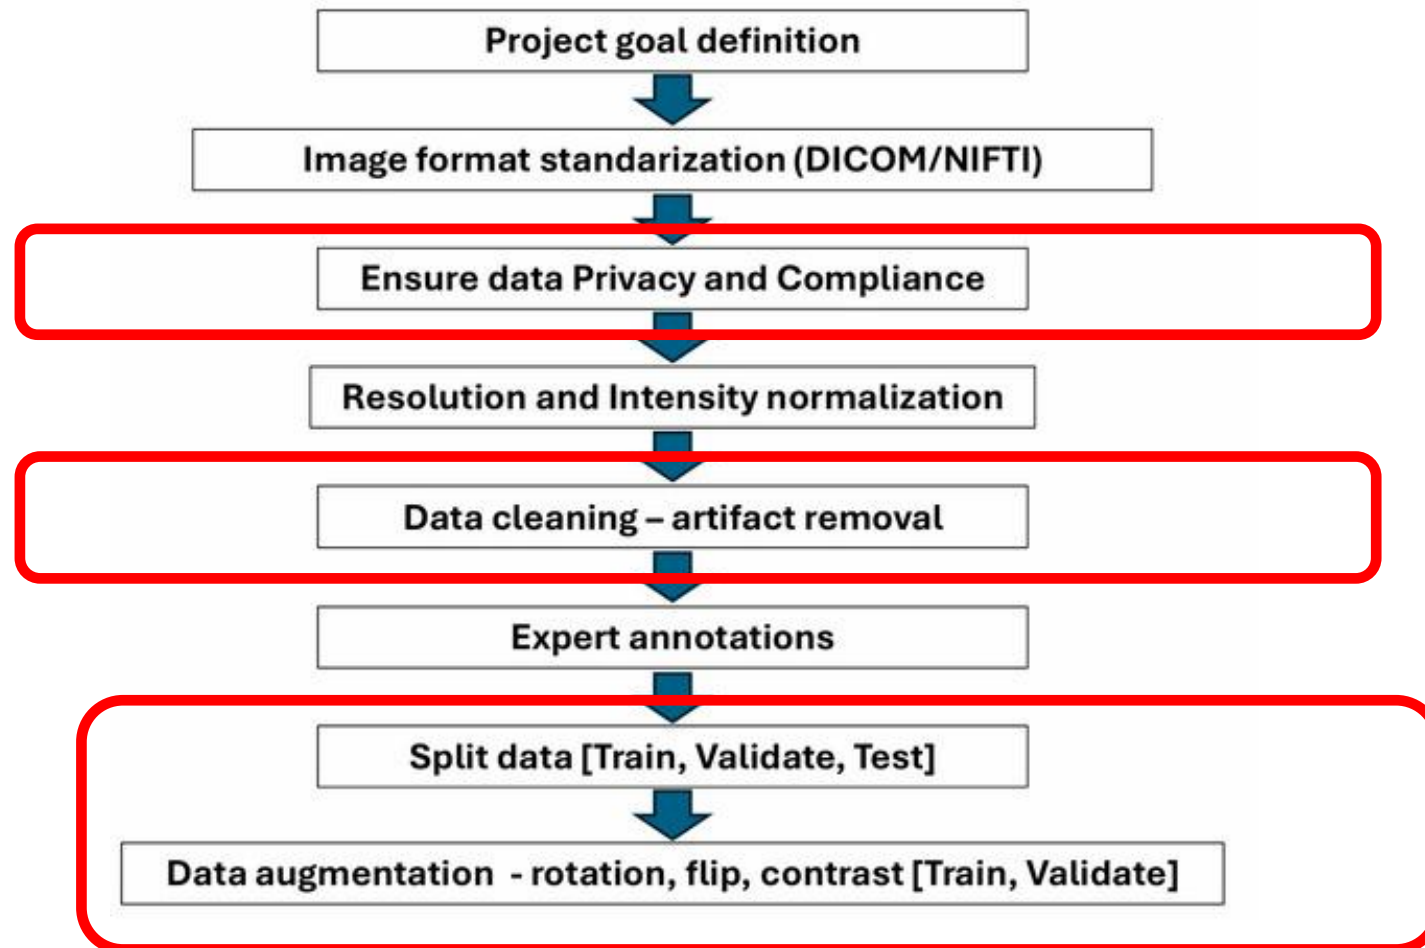 Project goal definition
Image format standarization (DICOM/NIFTI)
Ensure data Privacy and Compliance
Resolution and Intensity normalization
Data cleaning – artifact removal
Expert annotations
Split data [Train, Validate, Test]
Data augmentation - rotation, flip, contrast [Train, Validate]